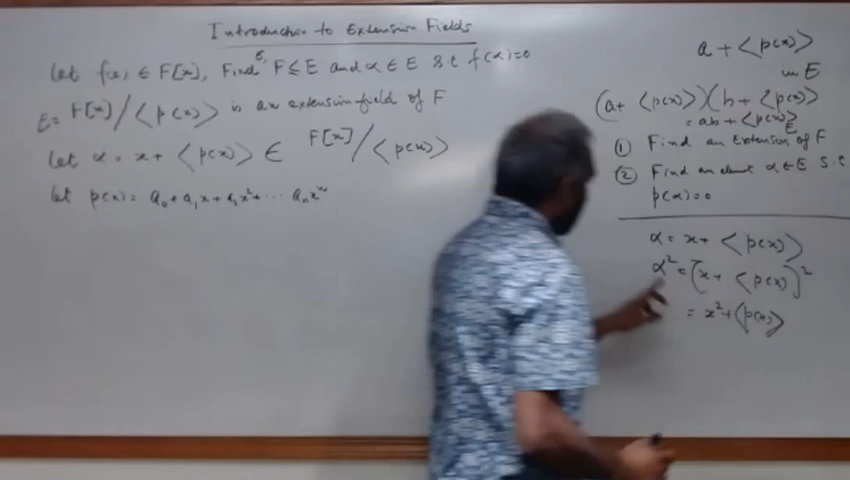 Introduction to Extension Fields
Let f(x) ∈ F[x], Find E, F ≤ E and α ∈ E s.t f(α)=0
E = F[x]/<p(x)> is an extension field of F
Let α = x + <p(x)> ∈ F[x]/<p(x)>
Let p(x) = a₀ + a₁x + a₂x² + ... aₙxⁿ
a + <p(x)>
in E
(a + <p(x)>)(b + <p(x)>)
= ab + <p(x)>
① Find an Extension E of F
② Find an element α ∈ E s.t
p(α)=0
α = x + <p(x)>
α² = [x + <p(x)>]²
= x² + <p(x)>